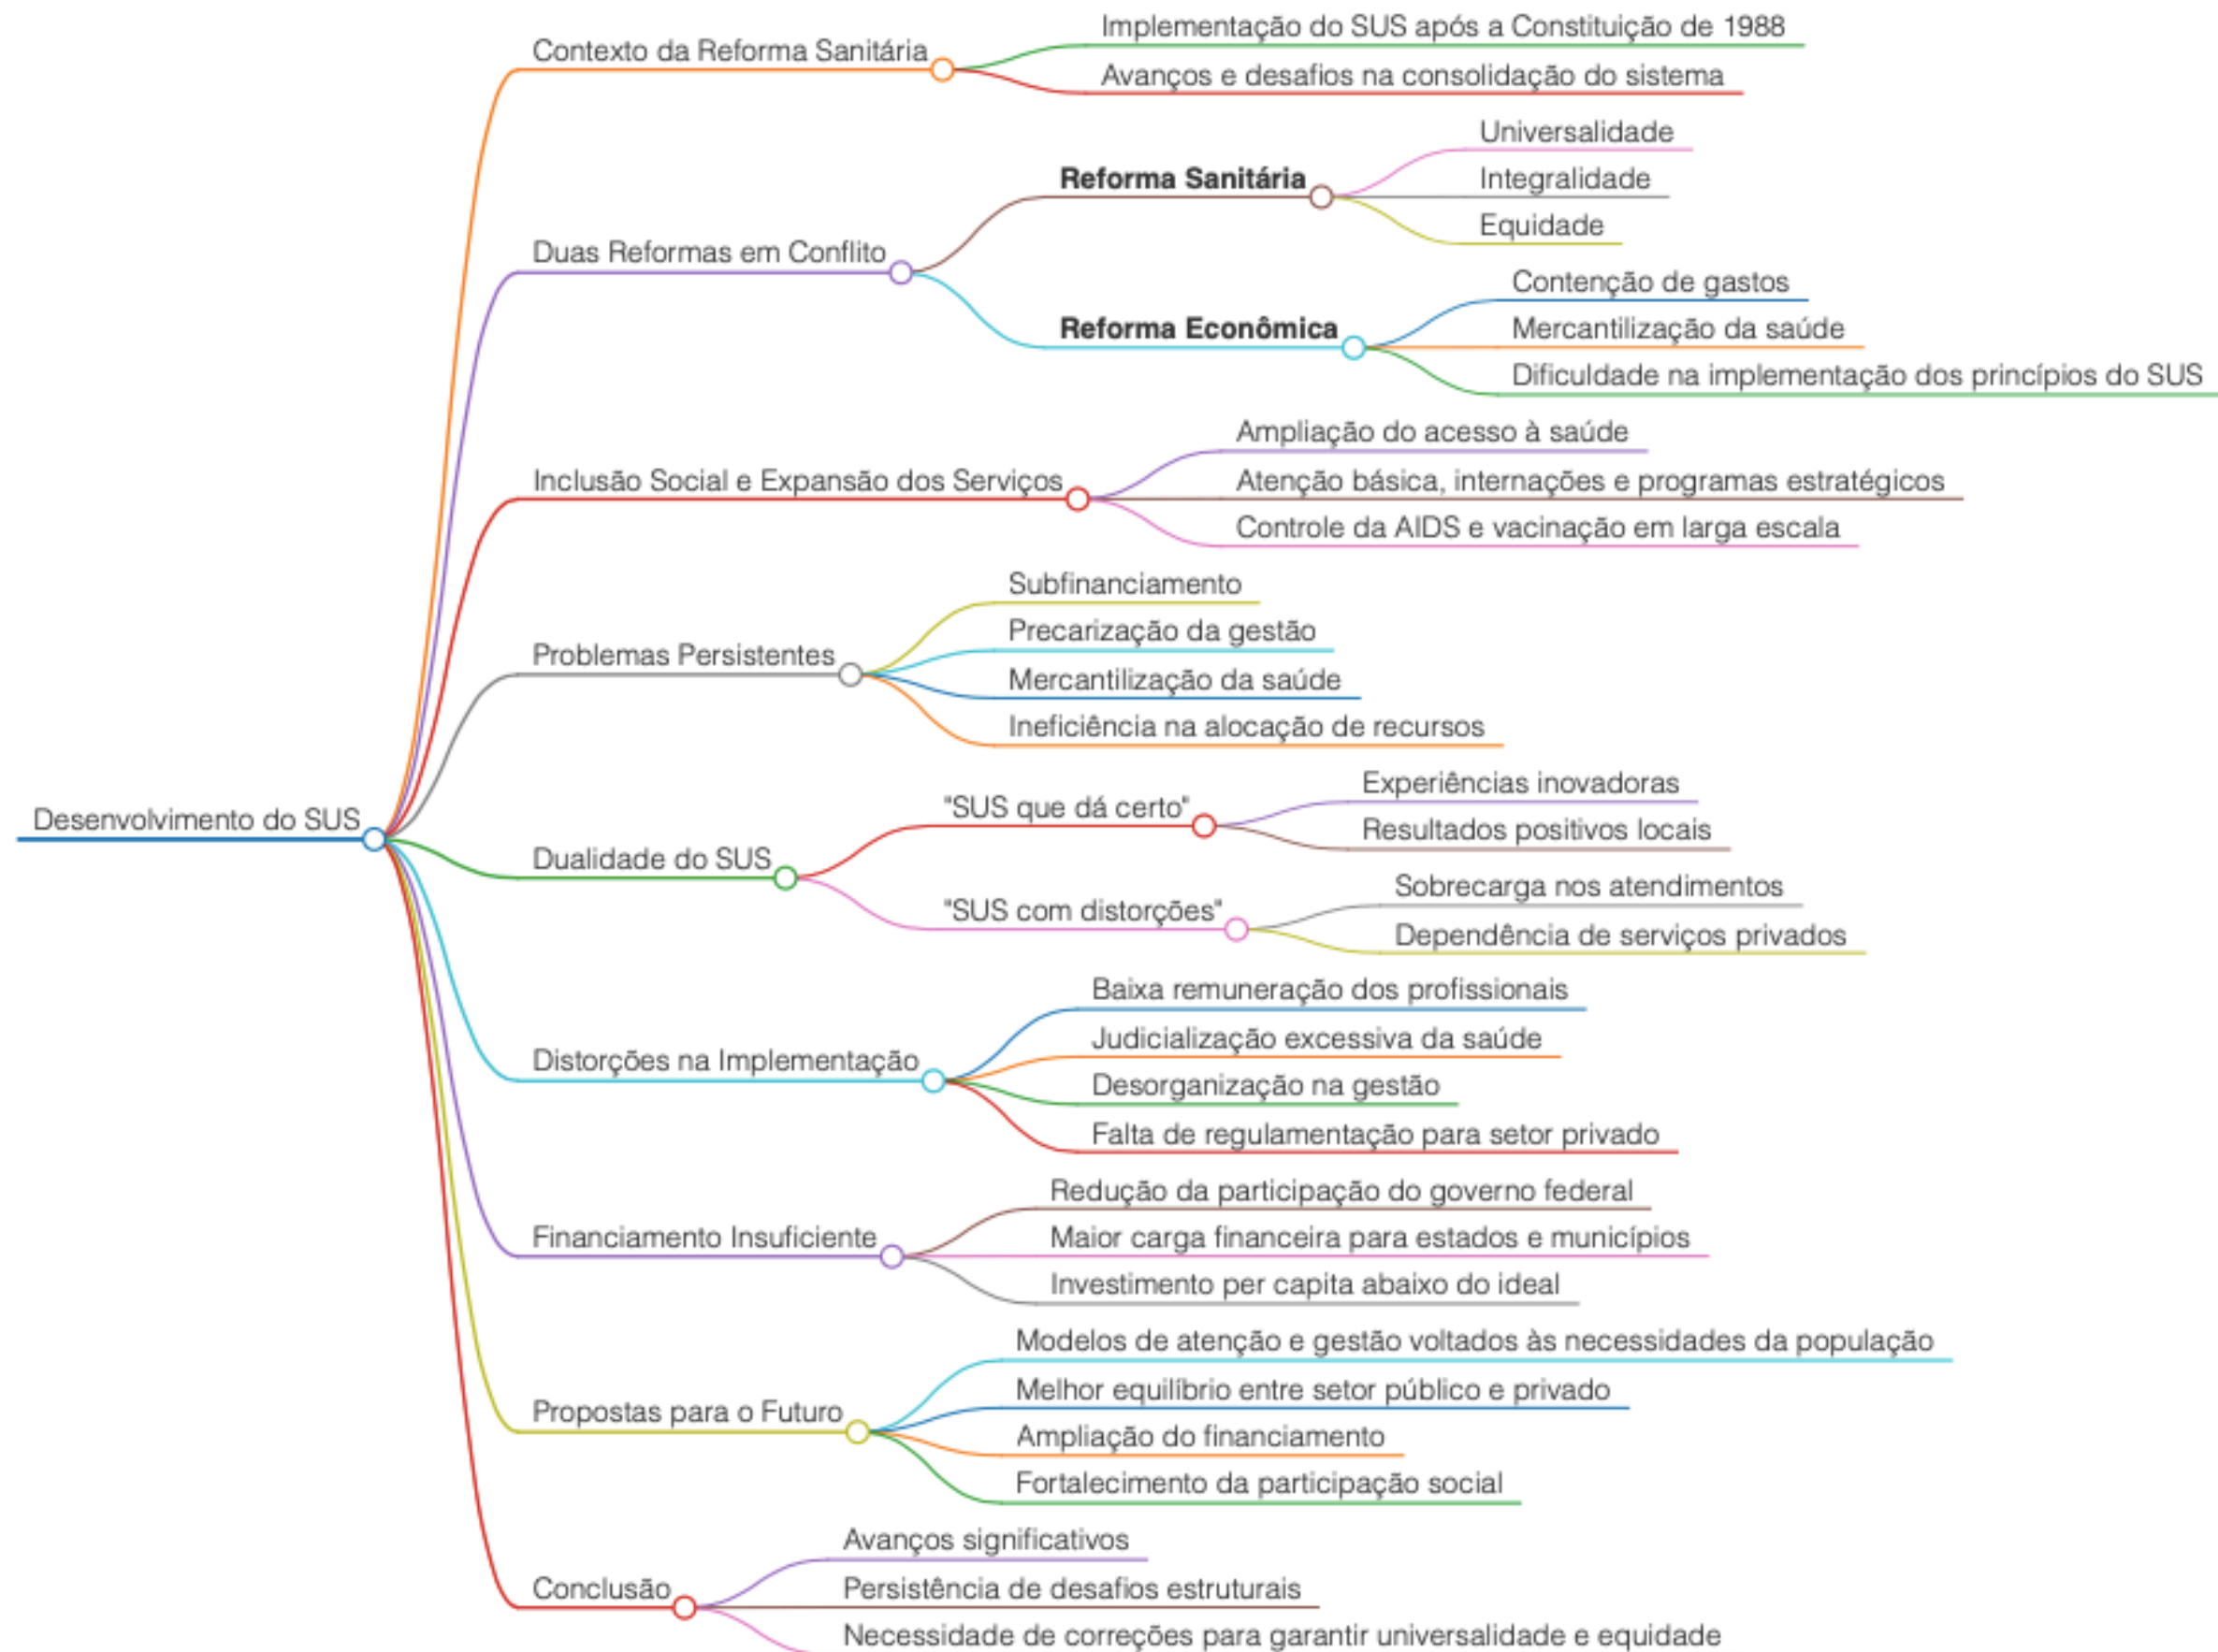 Desenvolvimento do SUS
Contexto da Reforma Sanitária
Implementação do SUS após a Constituição de 1988
Avanços e desafios na consolidação do sistema
Duas Reformas em Conflito
Reforma Sanitária
Universalidade
Integralidade
Equidade
Reforma Econômica
Contenção de gastos
Mercantilização da saúde
Dificuldade na implementação dos princípios do SUS
Inclusão Social e Expansão dos Serviços
Ampliação do acesso à saúde
Atenção básica, internações e programas estratégicos
Controle da AIDS e vacinação em larga escala
Problemas Persistentes
Subfinanciamento
Precarização da gestão
Mercantilização da saúde
Ineficiência na alocação de recursos
Dualidade do SUS
"SUS que dá certo"
Experiências inovadoras
Resultados positivos locais
"SUS com distorções"
Sobrecarga nos atendimentos
Dependência de serviços privados
Distorções na Implementação
Baixa remuneração dos profissionais
Judicialização excessiva da saúde
Desorganização na gestão
Falta de regulamentação para setor privado
Financiamento Insuficiente
Redução da participação do governo federal
Maior carga financeira para estados e municípios
Investimento per capita abaixo do ideal
Propostas para o Futuro
Modelos de atenção e gestão voltados às necessidades da população
Melhor equilíbrio entre setor público e privado
Ampliação do financiamento
Fortalecimento da participação social
Conclusão
Avanços significativos
Persistência de desafios estruturais
Necessidade de correções para garantir universalidade e equidade